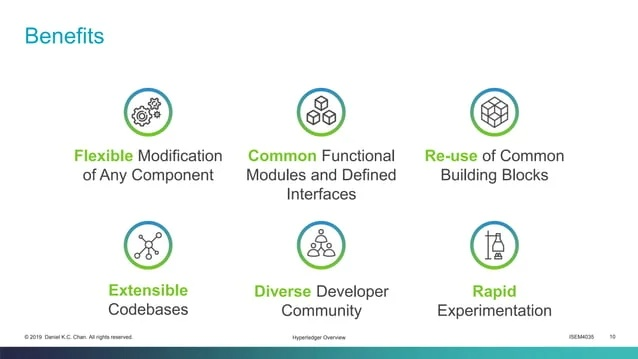 Benefits
Flexible Modification
of Any Component
Common Functional
Modules and Defined
Interfaces
Re-use of Common
Building Blocks
Extensible
Codebases
Diverse Developer
Community
Rapid
Experimentation
© 2019 Daniel K.C. Chan. All rights reserved.
Hyperledger Overview
ISEM4035
10